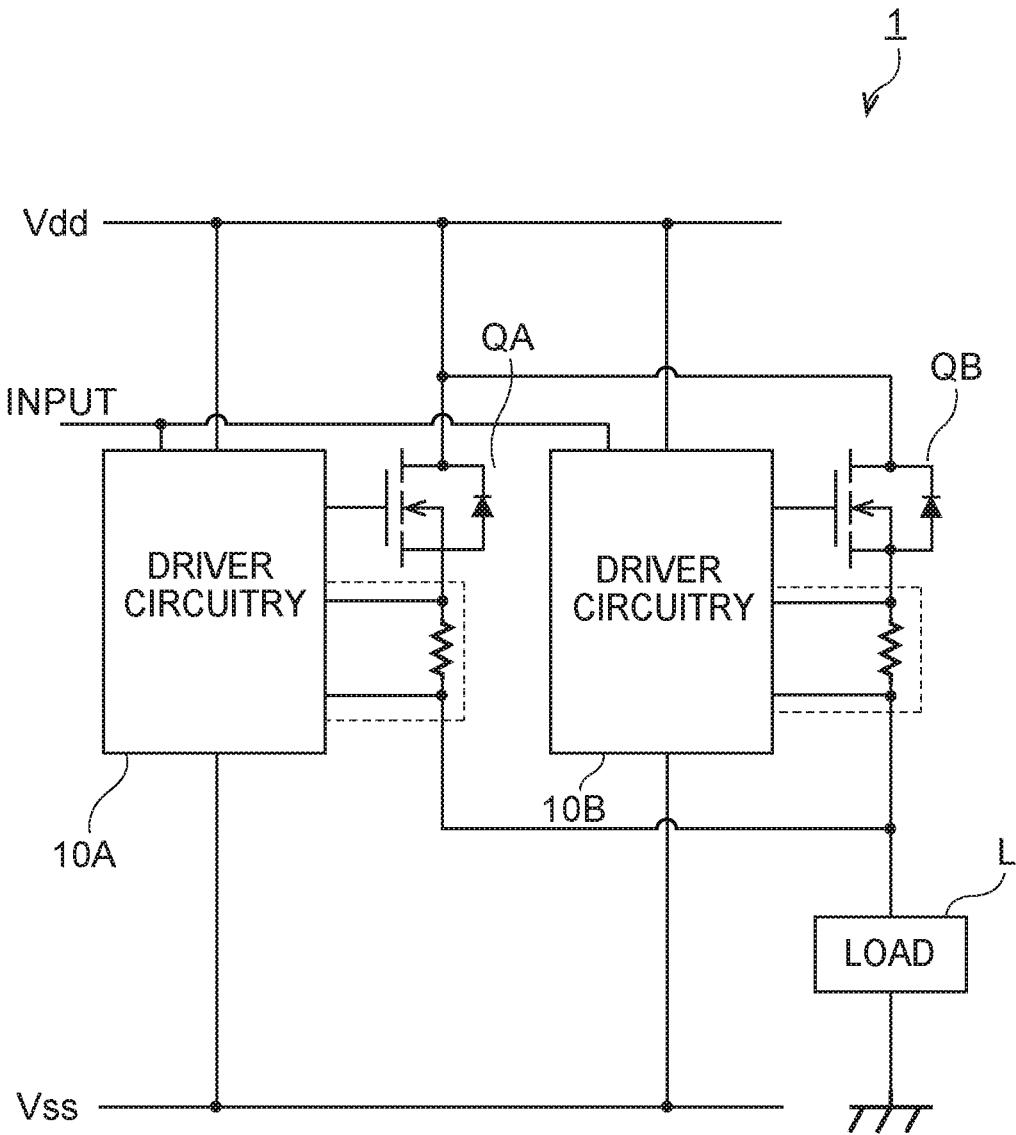 1
Vdd
QA
QB
INPUT
DRIVER
CIRCUITRY
DRIVER
CIRCUITRY
10A
10B
L
LOAD
Vss